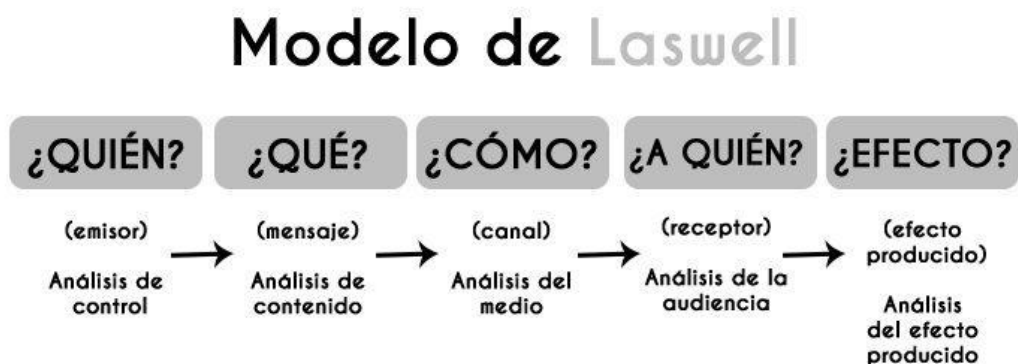 Modelo de Laswell
¿QUIÉN?
¿QUÉ?
¿CÓMO?
¿A QUIÉN?
¿EFECTO?
(emisor)
Análisis de
control
(mensaje)
Análisis de
contenido
(canal)
Análisis del
medio
(receptor)
Análisis de la
audiencia
(efecto
producido)
Análisis
del efecto
producido